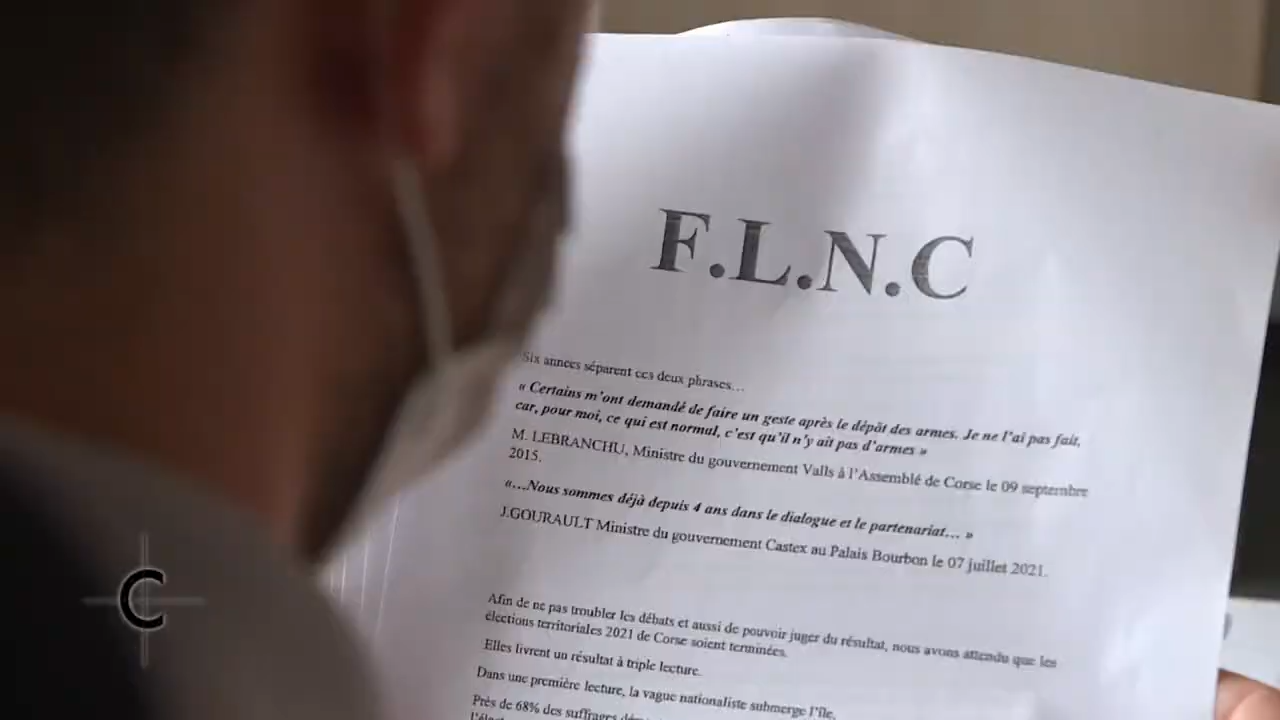 F.L.N.C
Six années séparent ces deux phrases…
« Certains m'ont demandé de faire un geste après le dépôt des armes. Je ne l'ai pas fait,
car, pour moi, ce qui est normal, c'est qu'il n'y ait pas d'armes »
M. LEBRANCHU, Ministre du gouvernement Valls à l'Assemblé de Corse le 09 septembre
2015.
«…Nous sommes déjà depuis 4 ans dans le dialogue et le partenariat… »
J.GOURAULT Ministre du gouvernement Castex au Palais Bourbon le 07 juillet 2021.
Afin de ne pas troubler les débats et aussi de pouvoir juger du résultat, nous avons attendu que les
élections territoriales 2021 de Corse soient terminées.
Elles livrent un résultat à triple lecture.
Dans une première lecture, la vague nationaliste submerge l'île.
Près de 68% des suffrages
C